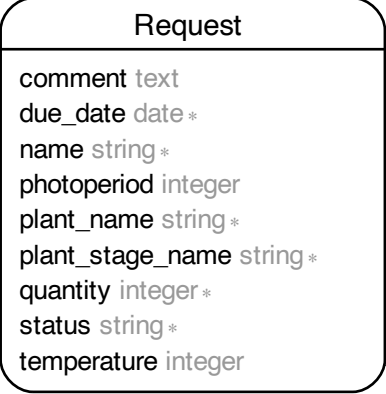 Request
comment text
due_date date *
name string *
photoperiod integer
plant_name string *
plant_stage_name string *
quantity integer *
status string *
temperature integer